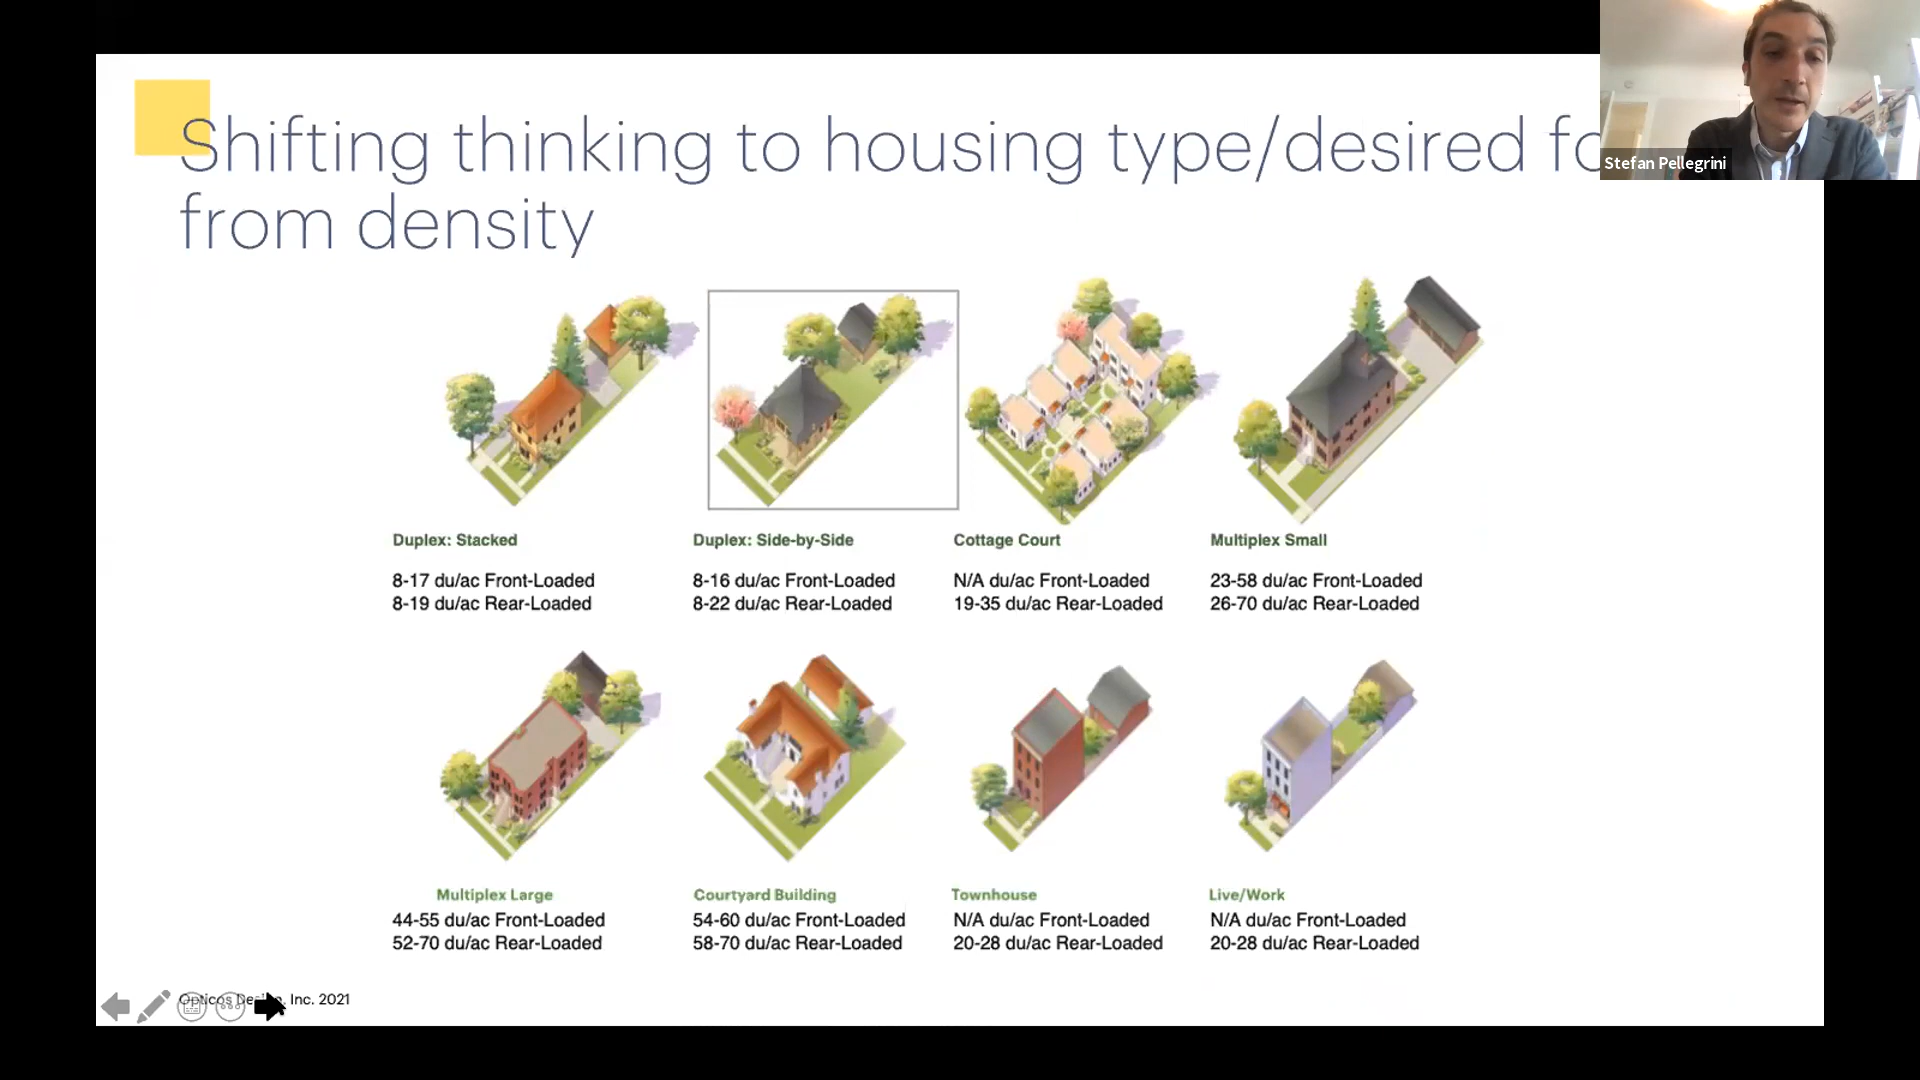 Shifting thinking to housing type/desired fo
from density
Stefan Pellegrini
Duplex: Stacked
8-17 du/ac Front-Loaded
8-19 du/ac Rear-Loaded
Duplex: Side-by-Side
8-16 du/ac Front-Loaded
8-22 du/ac Rear-Loaded
Cottage Court
N/A du/ac Front-Loaded
19-35 du/ac Rear-Loaded
Multiplex Small
23-58 du/ac Front-Loaded
26-70 du/ac Rear-Loaded
Multiplex Large
44-55 du/ac Front-Loaded
52-70 du/ac Rear-Loaded
Courtyard Building
54-60 du/ac Front-Loaded
58-70 du/ac Rear-Loaded
Townhouse
N/A du/ac Front-Loaded
20-28 du/ac Rear-Loaded
Live/Work
N/A du/ac Front-Loaded
20-28 du/ac Rear-Loaded
Opticos Inc. 2021